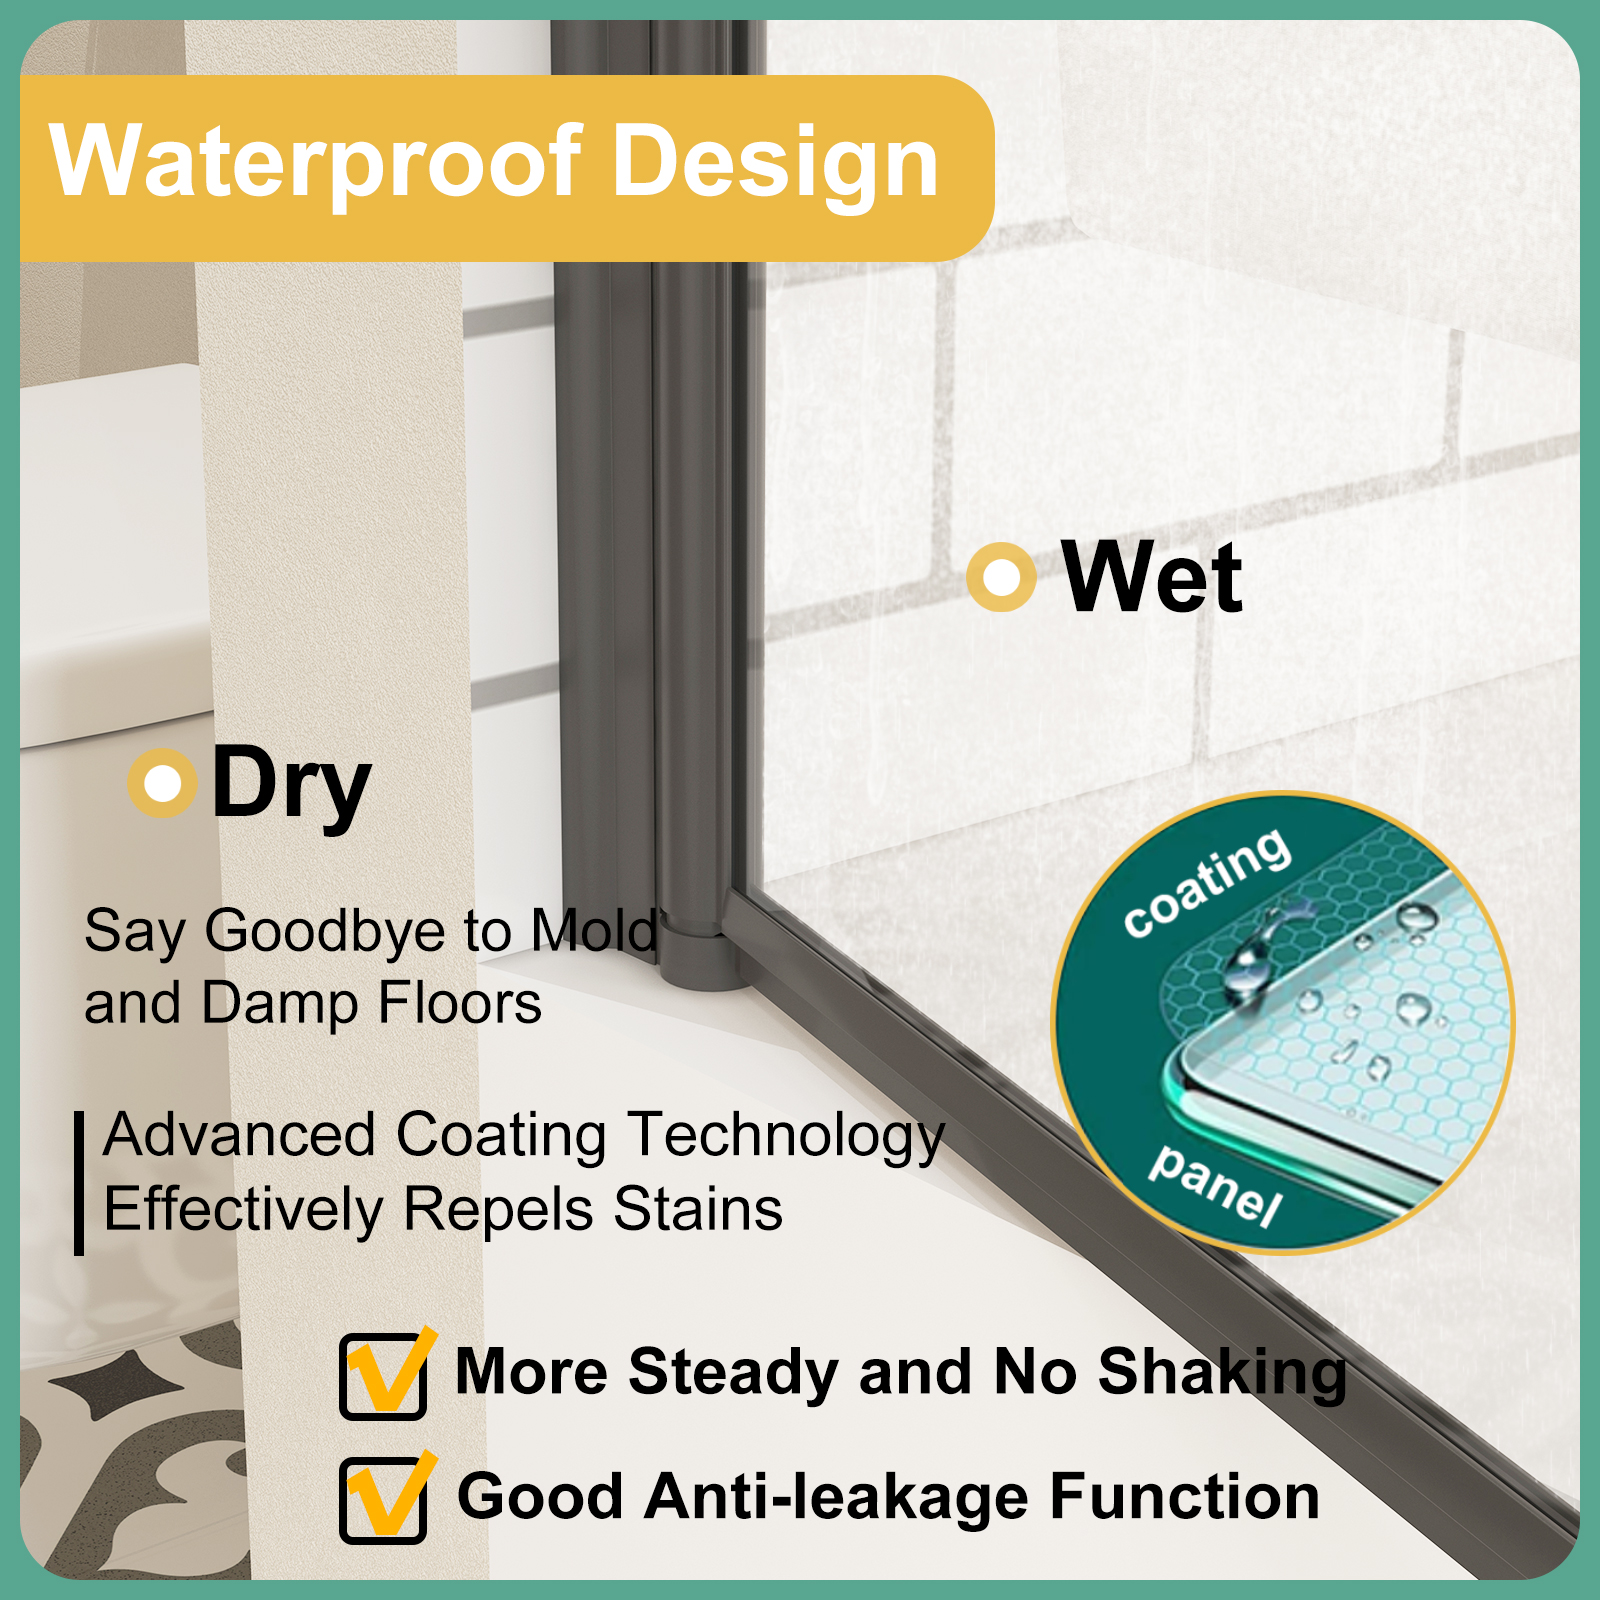 Waterproof Design
Wet
Dry
coating
Say Goodbye to Mold
and Damp Floors
panel
Advanced Coating Technology
Effectively Repels Stains
More Steady and No Shaking
Good Anti-leakage Function